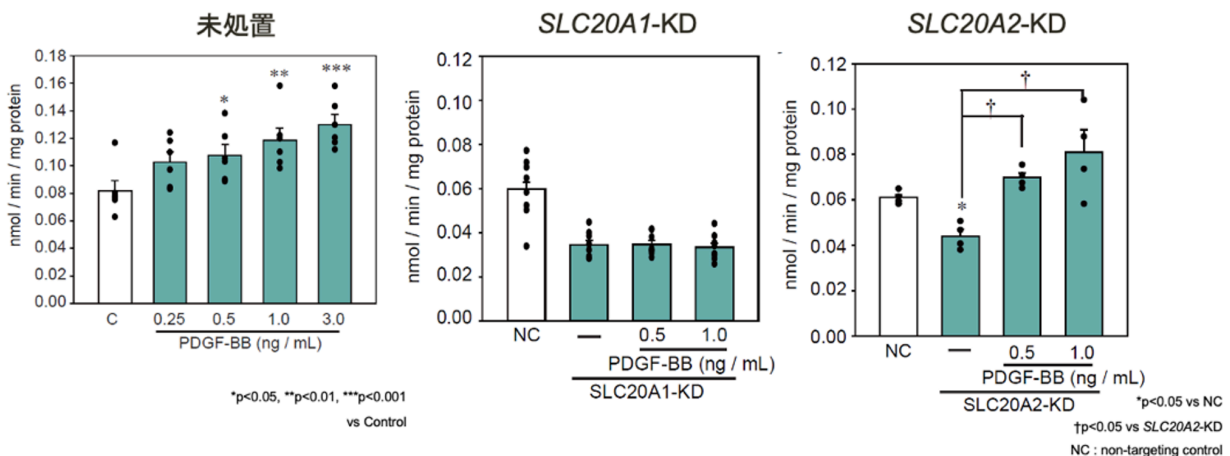 未処置
nmol / min / mg protein
0.18
0.16
0.14
0.12
0.10
0.08
0.06
0.04
0.02
0.00
*
**
***
C
0.25
0.5
1.0
3.0
PDGF-BB (ng / mL)
*p<0.05, **p<0.01, ***p<0.001
vs Control
SLC20A1-KD
nmol / min / mg protein
0.12
0.10
0.08
0.06
0.04
0.02
0.00
NC
—
0.5
1.0
PDGF-BB (ng / mL)
SLC20A1-KD
SLC20A2-KD
nmol / min / mg protein
0.12
0.10
0.08
0.06
0.04
0.02
0.00
*
†
†
NC
—
0.5
1.0
PDGF-BB (ng / mL)
SLC20A2-KD
*p<0.05 vs NC
†p<0.05 vs SLC20A2-KD
NC : non-targeting control